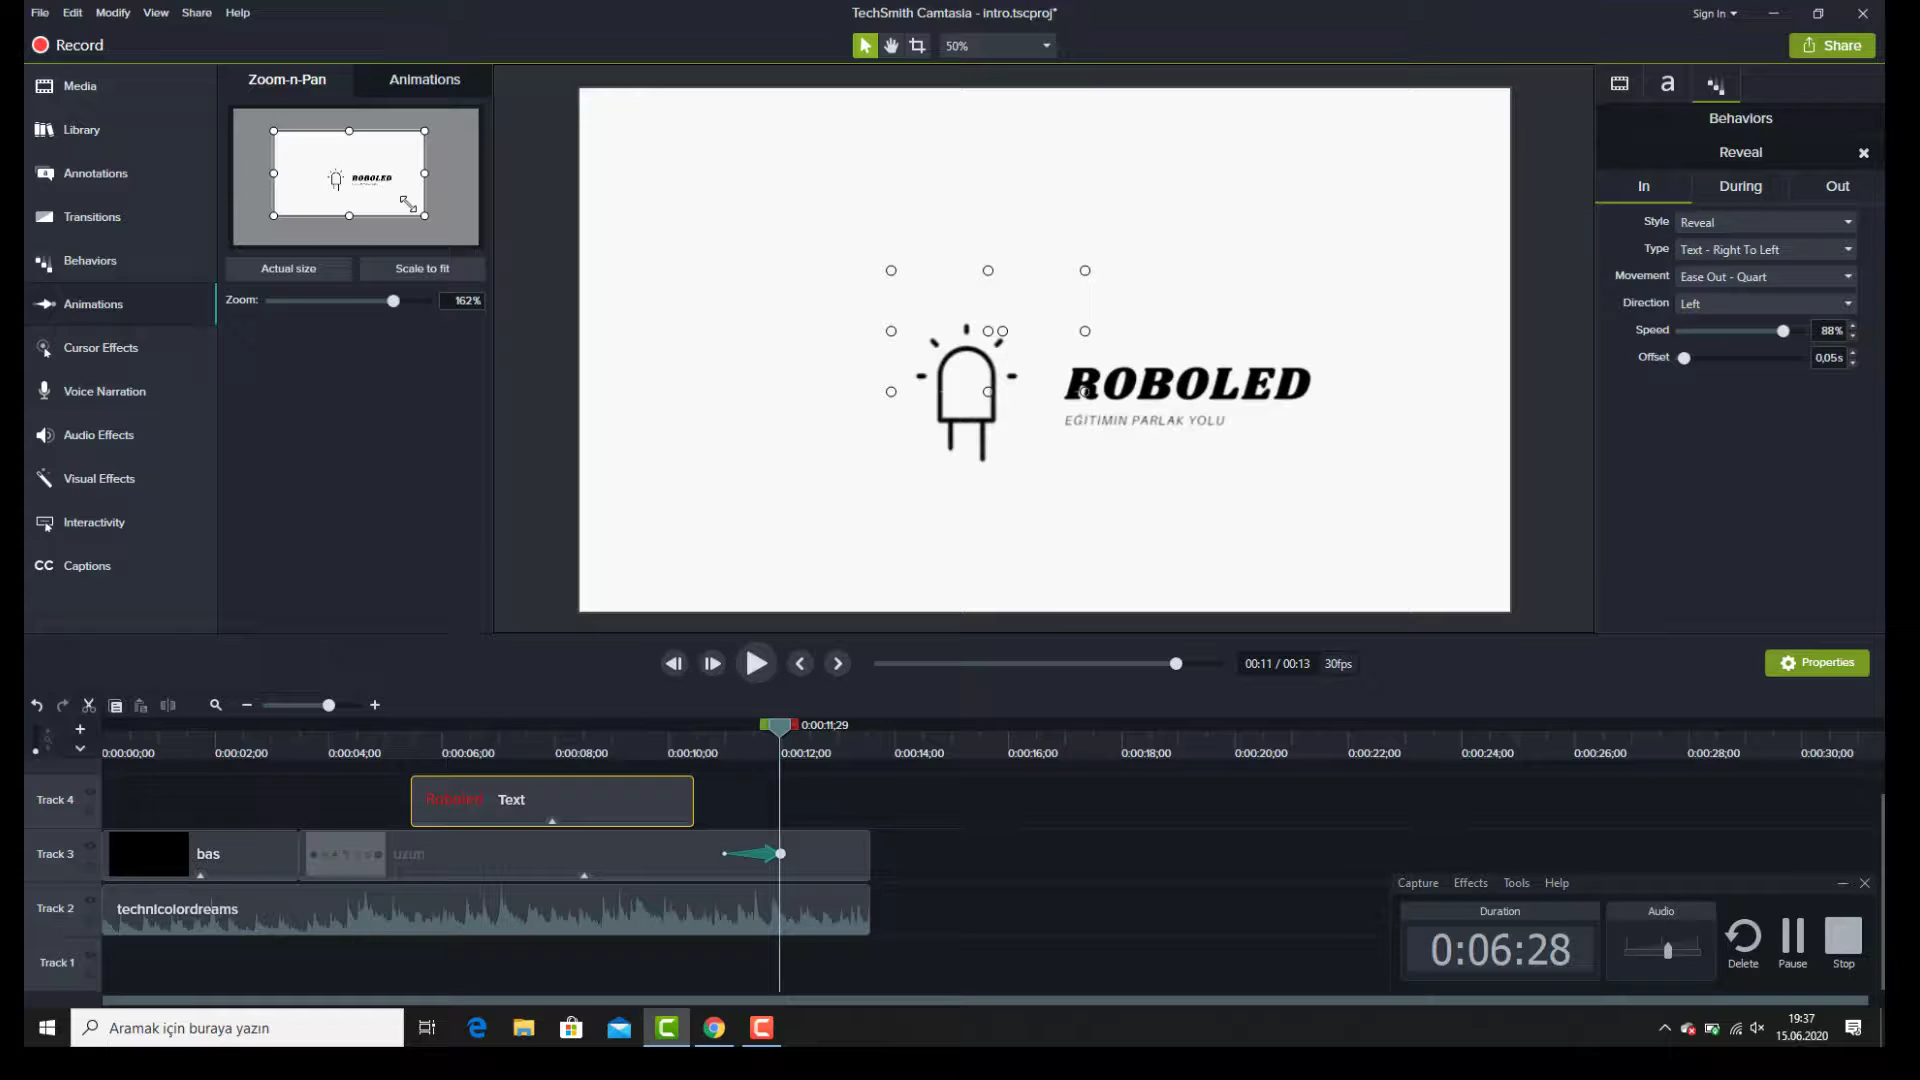 File Edit Modify View Share Help
TechSmith Camtasia - intro.tscproj*
Sign In
Record
50%
Share
Media
Library
Annotations
Transitions
Behaviors
Animations
Cursor Effects
Voice Narration
Audio Effects
Visual Effects
Interactivity
CC Captions
Zoom-n-Pan Animations
ROBOLED
Actual size Scale to fit
Zoom: 162%
ROBOLED
EĞİTİMİN PARLAK YOLU
a
Behaviors
Reveal
In During Out
Style Reveal
Type Text - Right To Left
Movement Ease Out - Quart
Direction Left
Speed 88%
Offset 0,05s
00:11 / 00:13 30fps
Properties
0:00:11;29
0:00:00;00 0:00:02;00 0:00:04;00 0:00:06;00 0:00:08;00 0:00:10;00 0:00:12;00 0:00:14;00 0:00:16;00 0:00:18;00 0:00:20;00 0:00:22;00 0:00:24;00 0:00:26;00 0:00:28;00 0:00:30;00
Track 4 Roboled Text
Track 3 bas uzun
Track 2 technicolordreams
Track 1
Capture Effects Tools Help
Duration Audio
0:06:28
Delete Pause Stop
Aramak için buraya yazın
19:37
15.06.2020